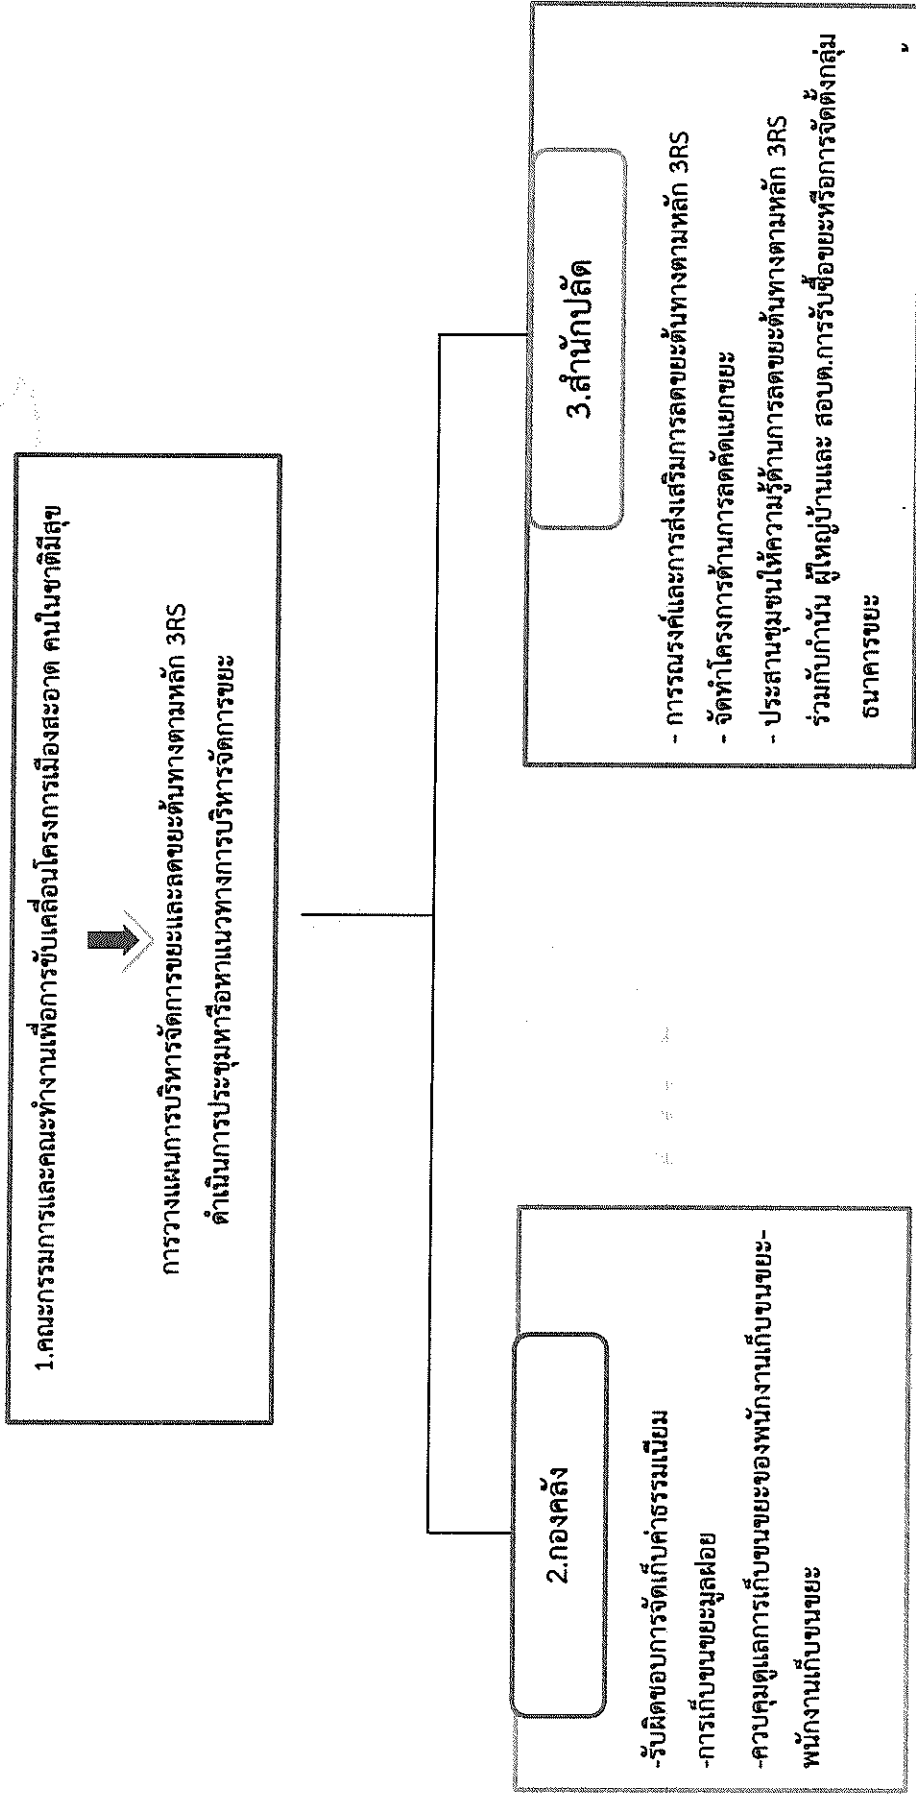 1.คณะกรรมการและคณะทำงานเพื่อการขับเคลื่อนโครงการเมืองสะอาด คนในชาติมีสุข
การวางแผนการบริหารจัดการขยะและลดขยะต้นทางตามหลัก 3RS
ดำเนินการประชุมหารือหาแนวทางการบริหารจัดการขยะ
2.กองคลัง
-รับผิดชอบการจัดเก็บค่าธรรมเนียม
-การเก็บขนขยะมูลฝอย
-ควบคุมดูแลการเก็บขนขยะของพนักงานเก็บขนขยะ-
พนักงานเก็บขนขยะ
3.สำนักปลัด
- การรณรงค์และการส่งเสริมการลดขยะต้นทางตามหลัก 3RS
- จัดทำโครงการด้านการลดคัดแยกขยะ
- ประสานชุมชนให้ความรู้ด้านการลดขยะต้นทางตามหลัก 3RS
ร่วมกับกำนัน ผู้ใหญ่บ้านและ สอบต.การรับซื้อขยะหรือการจัดตั้งกลุ่ม
ธนาคารขยะ